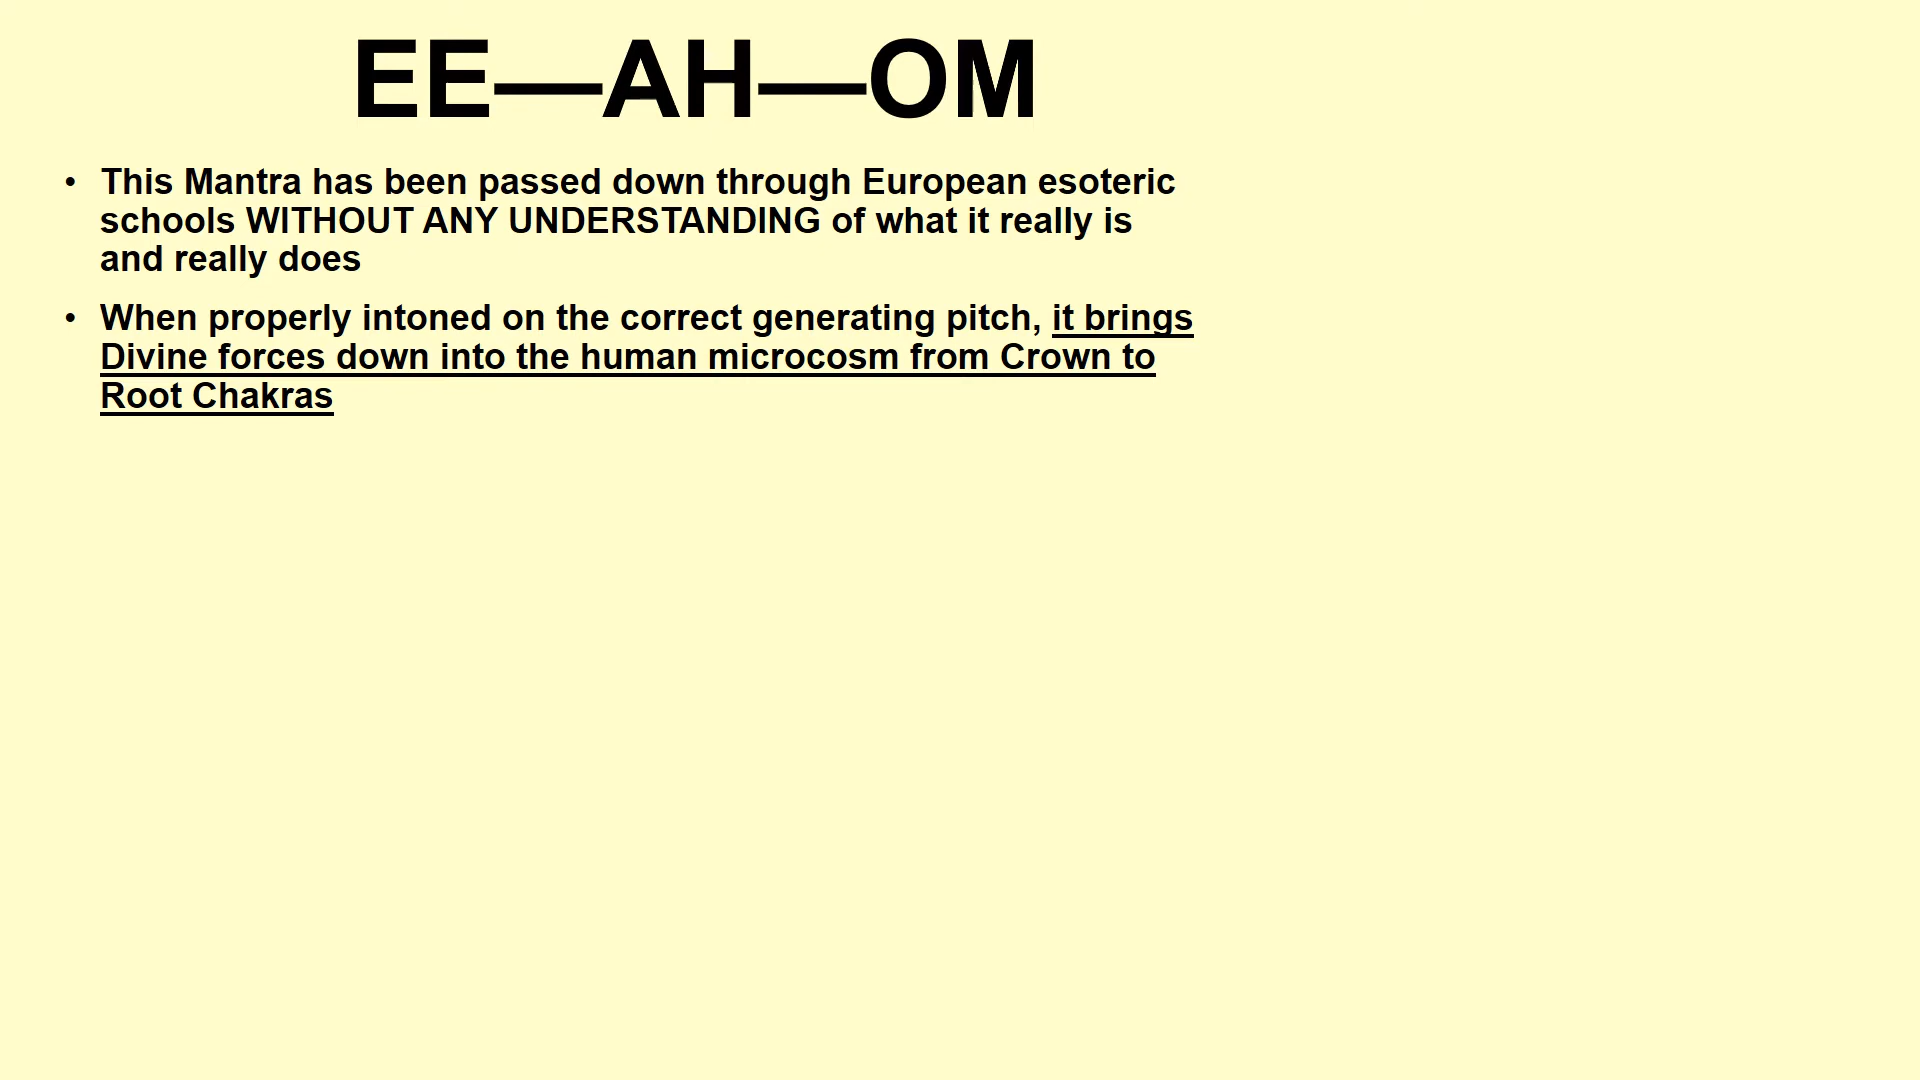 EE—AH—OM
• This Mantra has been passed down through European esoteric
schools WITHOUT ANY UNDERSTANDING of what it really is
and really does
• When properly intoned on the correct generating pitch, it brings
Divine forces down into the human microcosm from Crown to
Root Chakras